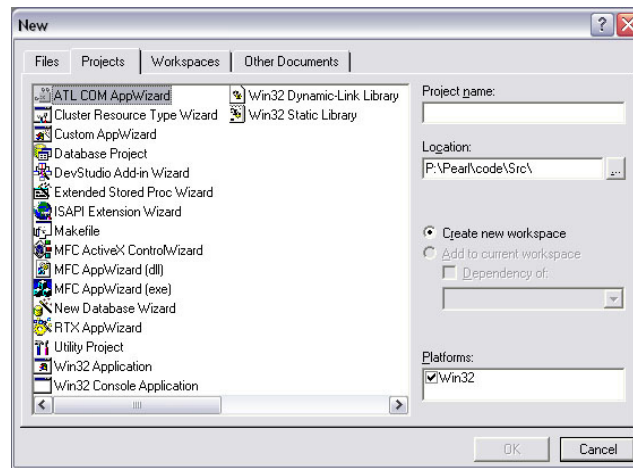 New
Files Projects Workspaces Other Documents
ATL COM AppWizard
Cluster Resource Type Wizard
Custom AppWizard
Database Project
DevStudio Add-in Wizard
Extended Stored Proc Wizard
ISAPI Extension Wizard
Makefile
MFC ActiveX ControlWizard
MFC AppWizard (dll)
MFC AppWizard (exe)
New Database Wizard
RTX AppWizard
Utility Project
Win32 Application
Win32 Console Application
Win32 Dynamic-Link Library
Win32 Static Library
Project name:
Location:
P:\Pearl\code\Src\
...
Create new workspace
Add to current workspace
Dependency of:
Platforms:
Win32
OK Cancel